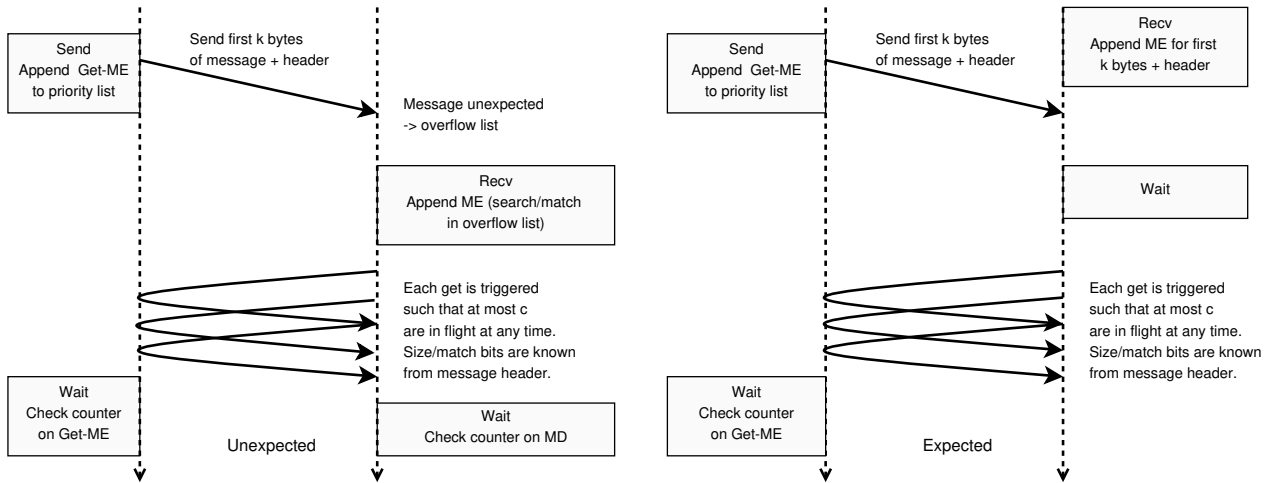 Send
Append Get-ME
to priority list
Send first k bytes
of message + header
Message unexpected
-> overflow list
Recv
Append ME (search/match
in overflow list)
Each get is triggered
such that at most c
are in flight at any time.
Size/match bits are known
from message header.
Wait
Check counter
on Get-ME
Wait
Check counter on MD
Unexpected
Send
Append Get-ME
to priority list
Send first k bytes
of message + header
Recv
Append ME for first
k bytes + header
Wait
Each get is triggered
such that at most c
are in flight at any time.
Size/match bits are known
from message header.
Wait
Check counter
on Get-ME
Expected